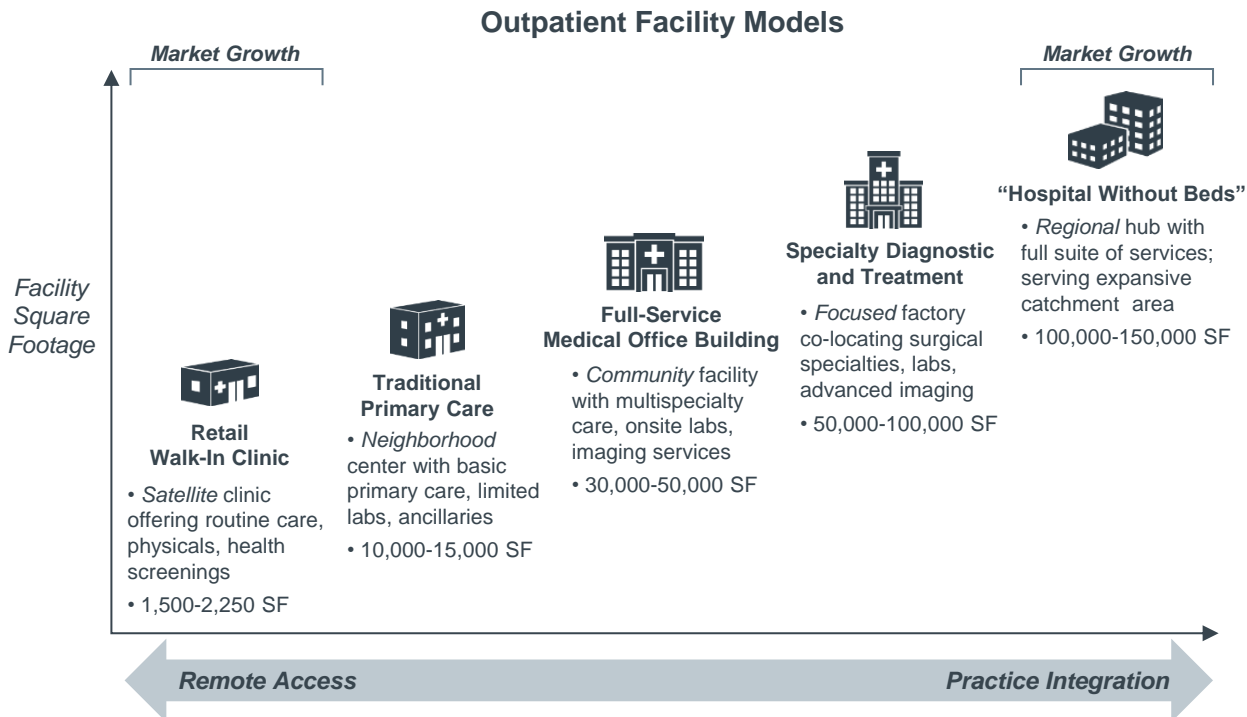 Outpatient Facility Models
Market Growth
Market Growth
Facility
Square
Footage
Retail
Walk-In Clinic
• Satellite clinic
offering routine care,
physicals, health
screenings
• 1,500-2,250 SF
Traditional
Primary Care
• Neighborhood
center with basic
primary care, limited
labs, ancillaries
• 10,000-15,000 SF
Full-Service
Medical Office Building
• Community facility
with multispecialty
care, onsite labs,
imaging services
• 30,000-50,000 SF
Specialty Diagnostic
and Treatment
• Focused factory
co-locating surgical
specialties, labs,
advanced imaging
• 50,000-100,000 SF
“Hospital Without Beds”
• Regional hub with
full suite of services;
serving expansive
catchment area
• 100,000-150,000 SF
Remote Access
Practice Integration